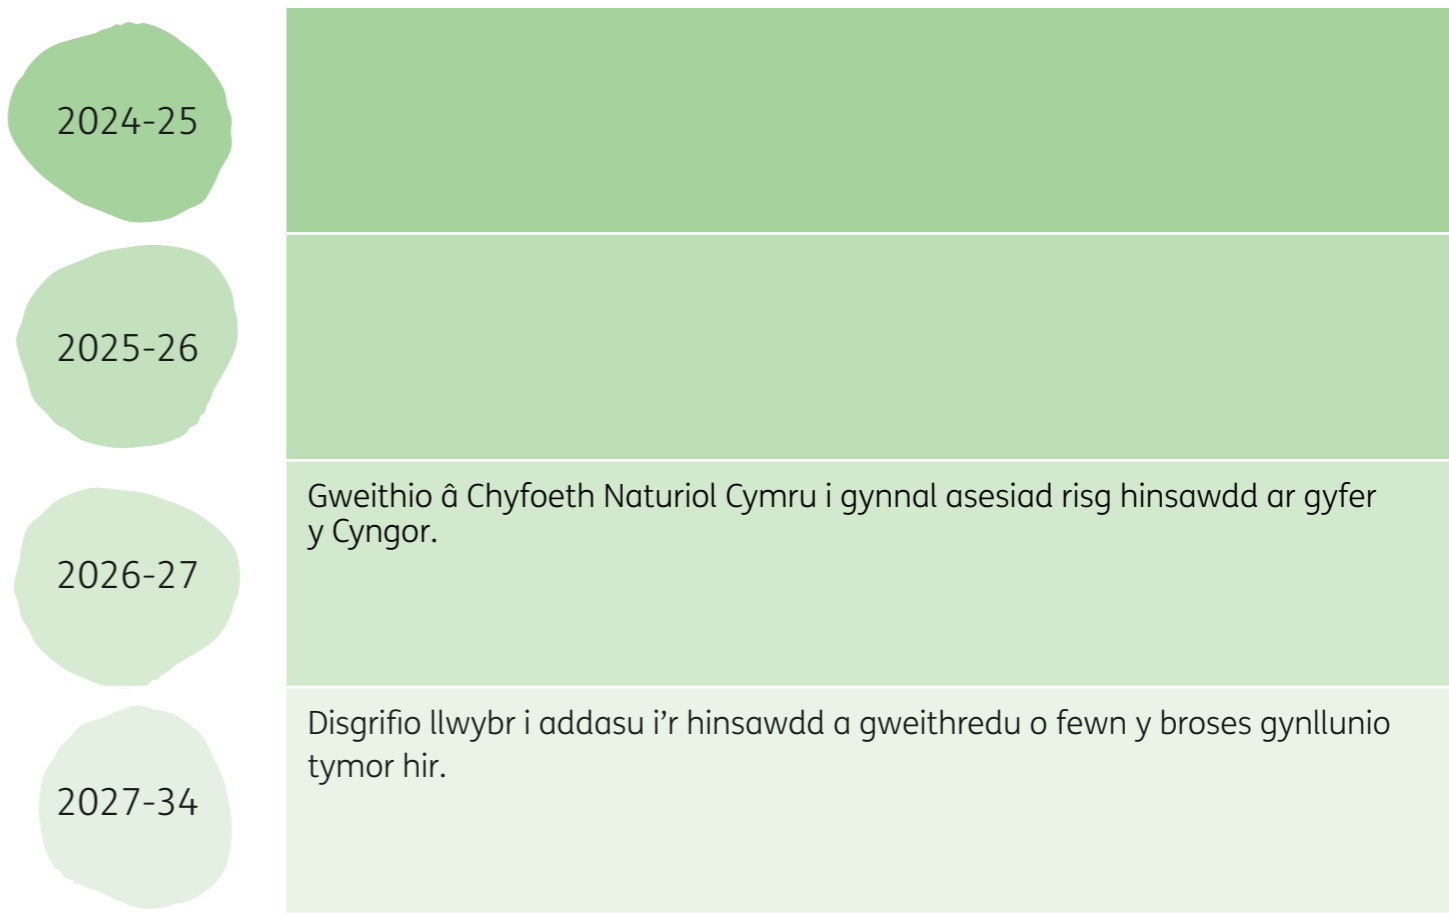 2024-25
2025-26
2026-27
Gweithio â Chyfoeth Naturiol Cymru i gynnal asesiad risg hinsawdd ar gyfer
y Cyngor.
2027-34
Disgrifio llwybr i addasu i’r hinsawdd a gweithredu o fewn y broses gynllunio
tymor hir.